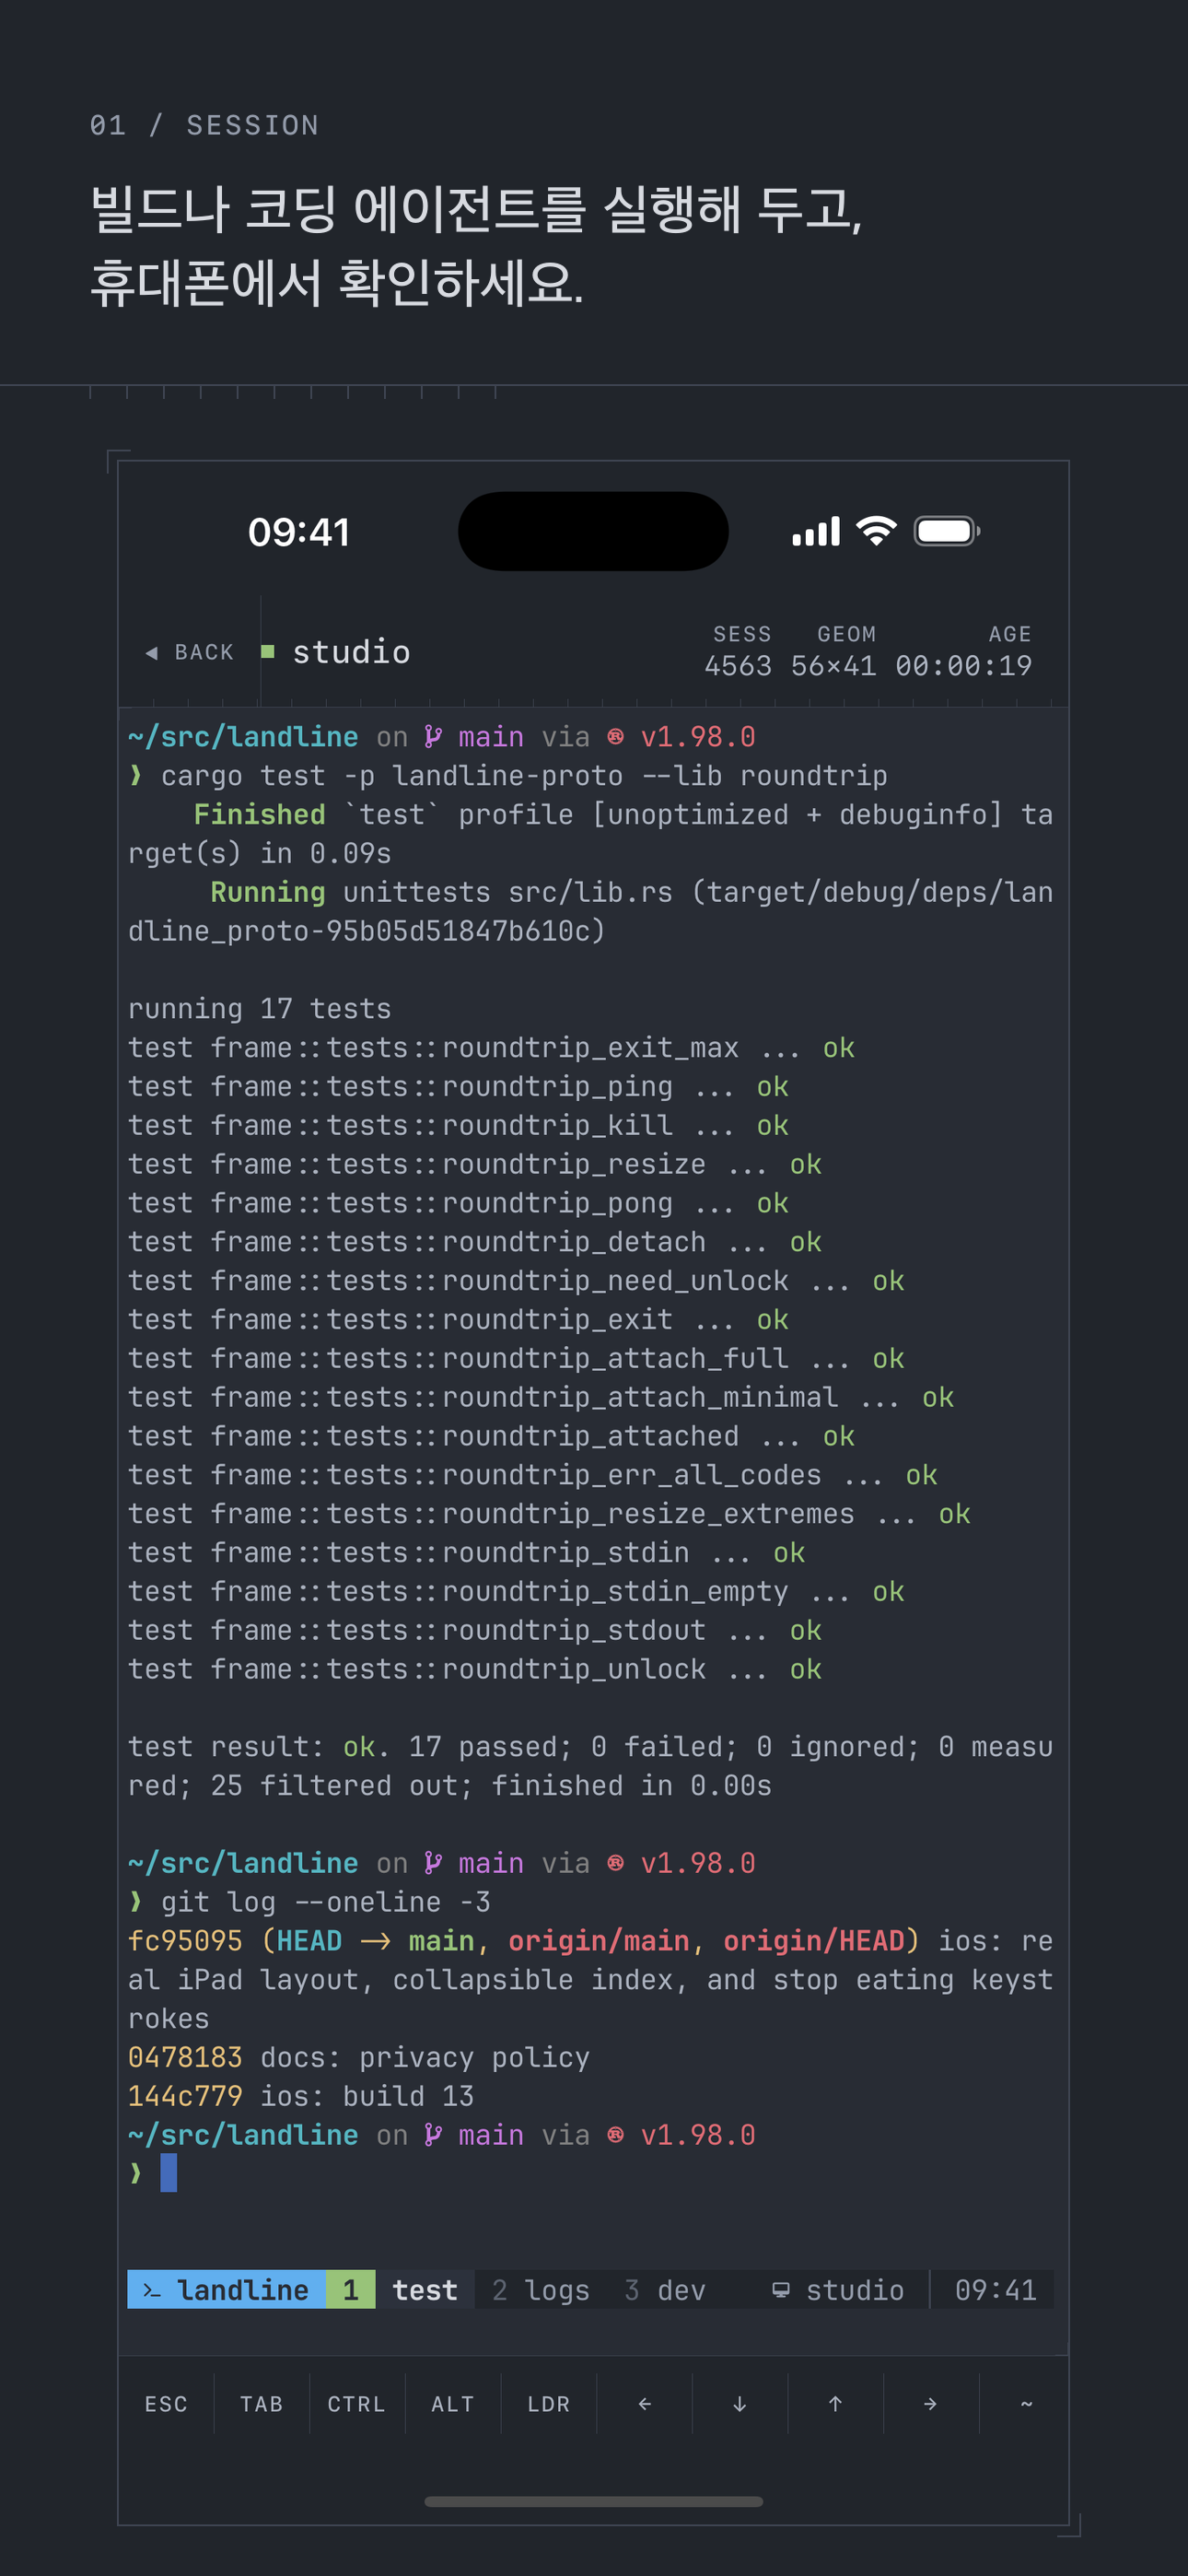 01 / SESSION
빌드나 코딩 에이전트를 실행해 두고,
휴대폰에서 확인하세요.
09:41
◀ BACK
studio
SESS GEOM AGE
4563 56×41 00:00:19
~/src/landline on main via v1.98.0
❯ cargo test -p landline-proto --lib roundtrip
Finished `test` profile [unoptimized + debuginfo] ta
rget(s) in 0.09s
Running unittests src/lib.rs (target/debug/deps/lan
dline_proto-95b05d51847b610c)
running 17 tests
test frame::tests::roundtrip_exit_max ... ok
test frame::tests::roundtrip_ping ... ok
test frame::tests::roundtrip_kill ... ok
test frame::tests::roundtrip_resize ... ok
test frame::tests::roundtrip_pong ... ok
test frame::tests::roundtrip_detach ... ok
test frame::tests::roundtrip_need_unlock ... ok
test frame::tests::roundtrip_exit ... ok
test frame::tests::roundtrip_attach_full ... ok
test frame::tests::roundtrip_attach_minimal ... ok
test frame::tests::roundtrip_attached ... ok
test frame::tests::roundtrip_err_all_codes ... ok
test frame::tests::roundtrip_resize_extremes ... ok
test frame::tests::roundtrip_stdin ... ok
test frame::tests::roundtrip_stdin_empty ... ok
test frame::tests::roundtrip_stdout ... ok
test frame::tests::roundtrip_unlock ... ok
test result: ok. 17 passed; 0 failed; 0 ignored; 0 measu
red; 25 filtered out; finished in 0.00s
~/src/landline on main via v1.98.0
❯ git log --oneline -3
fc95095 (HEAD -> main, origin/main, origin/HEAD) ios: re
al iPad layout, collapsible index, and stop eating keyst
rokes
0478183 docs: privacy policy
144c779 ios: build 13
~/src/landline on main via v1.98.0
❯
landline 1 test 2 logs 3 dev studio 09:41
ESC TAB CTRL ALT LDR ← ↓ ↑ → ~